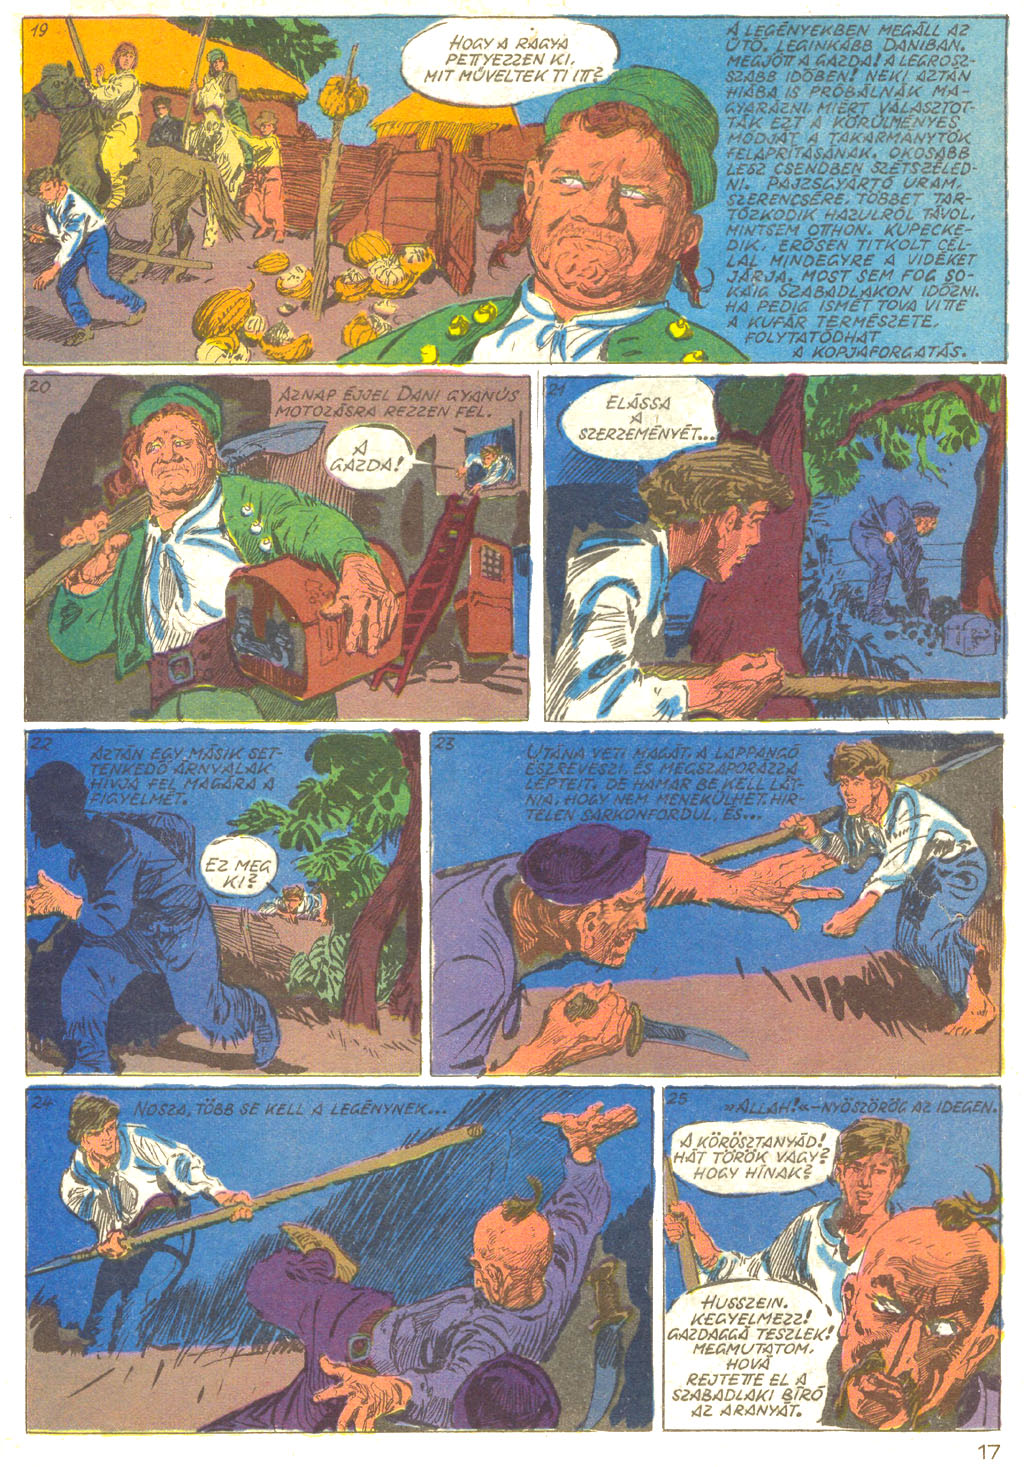 19
HOGY A RAGYA
PETTYEZZEN KI.
MIT MŰVELTEK TI ITT?
A LEGÉNYEKBEN MEGÁLL AZ
ÜTŐ. LEGINKÁBB DANIBAN.
MEGJÖTT A GAZDA! A LEGROSZ-
SZABB IDŐBEN! NEKI AZTÁN
HIÁBA IS PRÓBÁLNÁK MA-
GYARÁZNI MIÉRT VÁLASZTOT-
TÁK EZT A KÖRÜLMÉNYES
MÓDJÁT A TAKARMÁNYTÖK
FELAPRÍTÁSÁNAK. OKOSABB
LESZ CSENDBEN SZÉTSZÉLED-
NI. PAJZSGYÁRTÓ URAM,
SZERENCSÉRE, TÖBBET TAR-
TÓZKODIK HAZULRÓL TÁVOL,
MINTSEM OTTHON. KUPECKE-
DIK, ERŐSEN TITKOLT CÉL-
LAL MINDEGYRE A VIDÉKET
JÁRJA. MOST SEM FOG SO-
KÁIG SZABADLAKON IDŐZNI.
HA PEDIG ISMÉT TOVA VITTE
A KUFÁR TERMÉSZETE,
FOLYTATÓDHAT
A KOPJAFORGATÁS.
20
AZNAP ÉJJEL DANI GYANÚS
MOTOZÁSRA REZZEN FEL.
A
GAZDA!
21
ELÁSSA
A
SZERZEMÉNYÉT...
22
AZTÁN EGY MÁSIK SET-
TENKEDŐ ÁRNYALAK
HÍVJA FEL MAGÁRA A
FIGYELMÉT.
EZ MEG
KI?
23
UTÁNA VETI MAGÁT. A LAPPANGÓ
ÉSZREVESZI, ÉS MEGSZAPORÁZZA
LÉPTEIT. DE HAMAR BE KELL LÁT-
NIA, HOGY NEM MENEKÜLHET. HIR-
TELEN SARKONFORDUL, ÉS...
24
NOSZA, TÖBB SE KELL A LEGÉNYNEK...
25
»ALLAH!« – NYÖSZÖRÖG AZ IDEGEN.
A KÖRÖSZTANYÁD!
HÁT TÖRÖK VAGY?
HOGY HÍNAK?
HUSSZEIN.
KEGYELMEZZ!
GAZDAGGÁ TESZLEK!
MEGMUTATOM,
HOVÁ
REJTETTE EL A
SZABADLAKI BÍRÓ
AZ ARANYÁT.
17